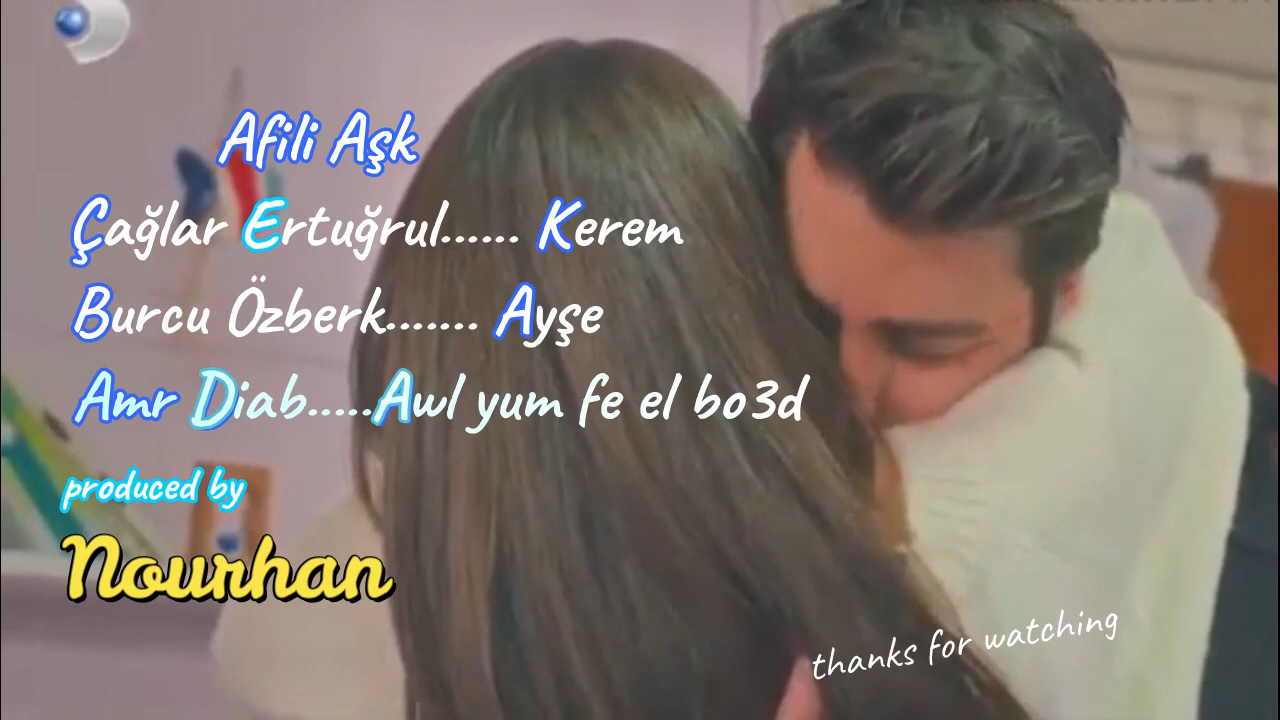 Afili Aşk
Çağlar Ertuğrul...... Kerem
Burcu Özberk....... Ayşe
Amr Diab.....Awl yum fe el bo3d
produced by
Nourhan
thanks for watching